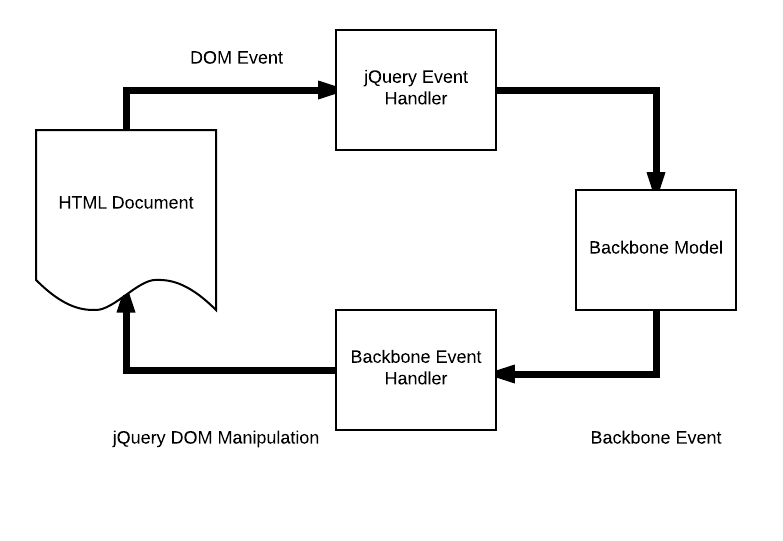 DOM Event
jQuery Event
Handler
HTML Document
Backbone Model
Backbone Event
Handler
jQuery DOM Manipulation
Backbone Event